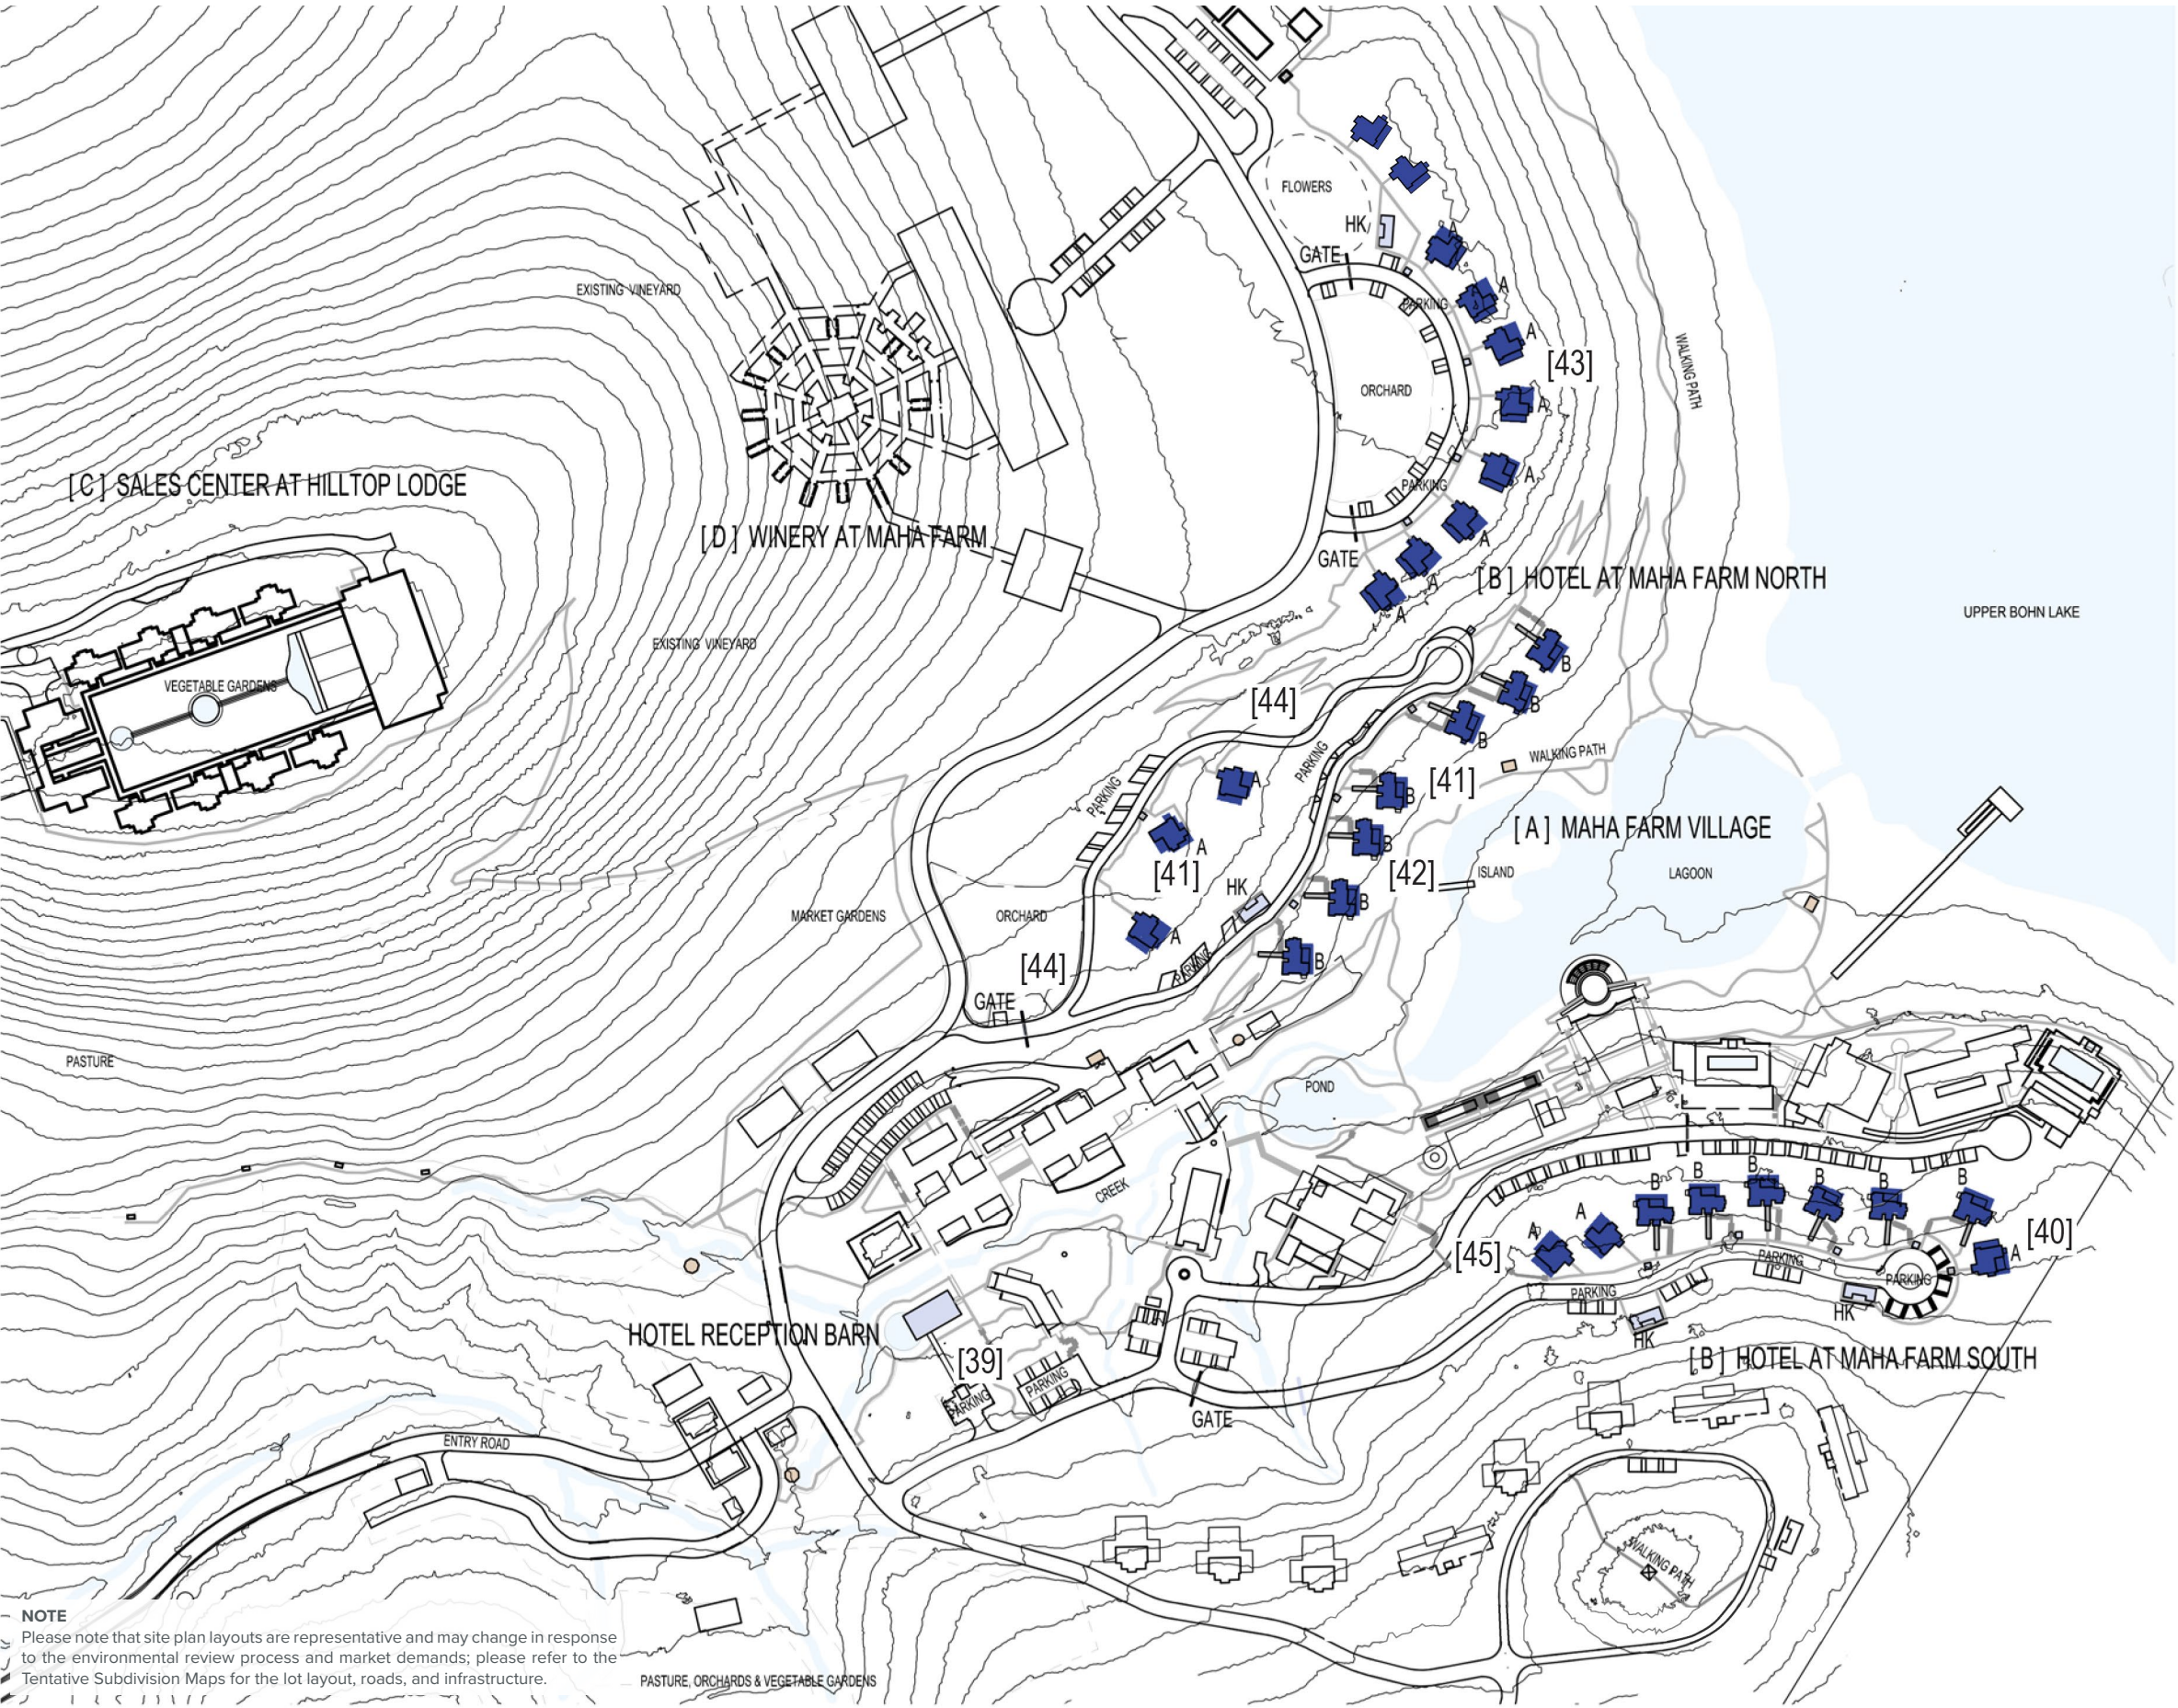 FLOWERS
HK
A
GATE
EXISTING VINEYARD
A
PARKING
A
WALKING PATH
[43]
ORCHARD
A
[C] SALES CENTER AT HILLTOP LODGE
A
PARKING
[D] WINERY AT MAHA FARM
A
GATE
A
[B] HOTEL AT MAHA FARM NORTH
A
UPPER BOHN LAKE
EXISTING VINEYARD
B
VEGETABLE GARDENS
[44]
B
B
WALKING PATH
PARKING
A
[41]
B
PARKING
[A] MAHA FARM VILLAGE
A
B
[41]
[42]
ISLAND
LAGOON
HK
B
MARKET GARDENS
ORCHARD
A
B
[44]
PARKING
GATE
PASTURE
POND
B
B
B
B
B
B
CREEK
A
A
[45]
[40]
A
PARKING
PARKING
PARKING
HK
HK
HOTEL RECEPTION BARN
[39]
[B] HOTEL AT MAHA FARM SOUTH
PARKING
PARKING
GATE
ENTRY ROAD
WALKING PATH
NOTE
Please note that site plan layouts are representative and may change in response
to the environmental review process and market demands; please refer to the
Tentative Subdivision Maps for the lot layout, roads, and infrastructure.
PASTURE, ORCHARDS & VEGETABLE GARDENS